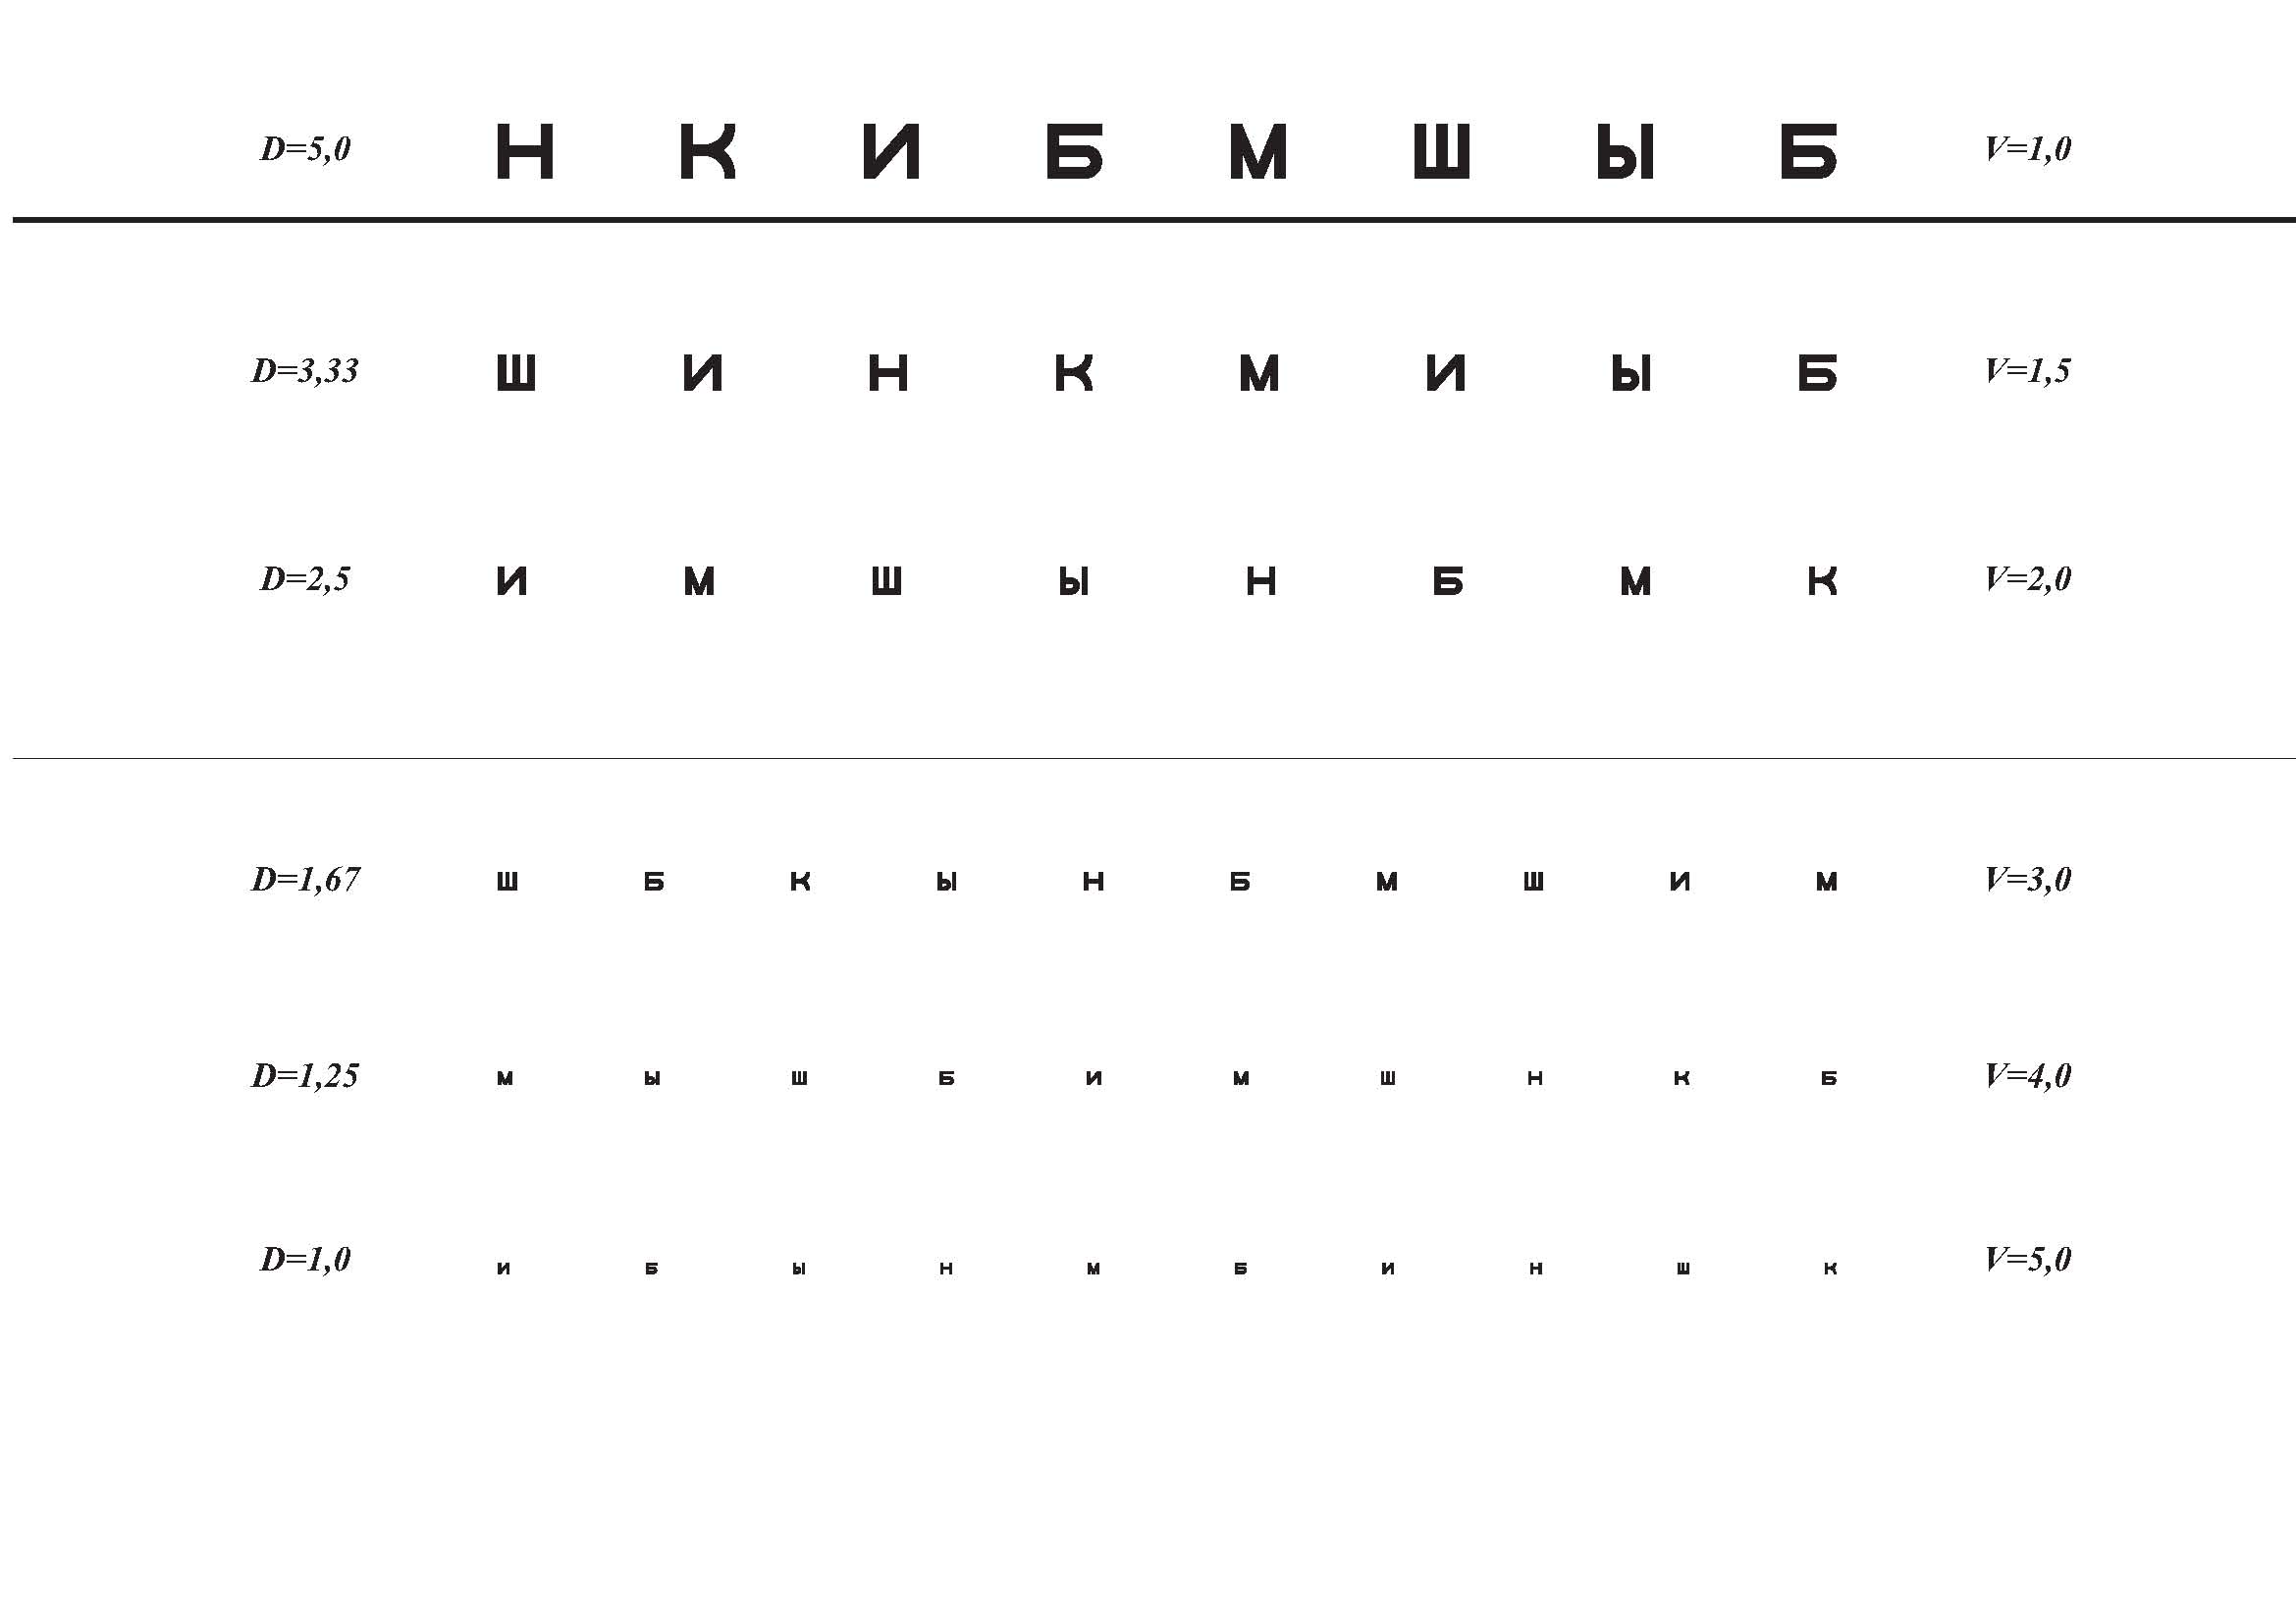 D=5,0 Н К И Б М Ш Ы Б V=1,0
D=3,33 Ш И Н К М И Ы Б V=1,5
D=2,5 И М Ш Ы Н Б М К V=2,0
D=1,67 Ш Б К Ы Н Б М Ш И М V=3,0
D=1,25 М Ы Ш Б И М Ш Н К Б V=4,0
D=1,0 И Б Ы Н М Б И Н Ш К V=5,0